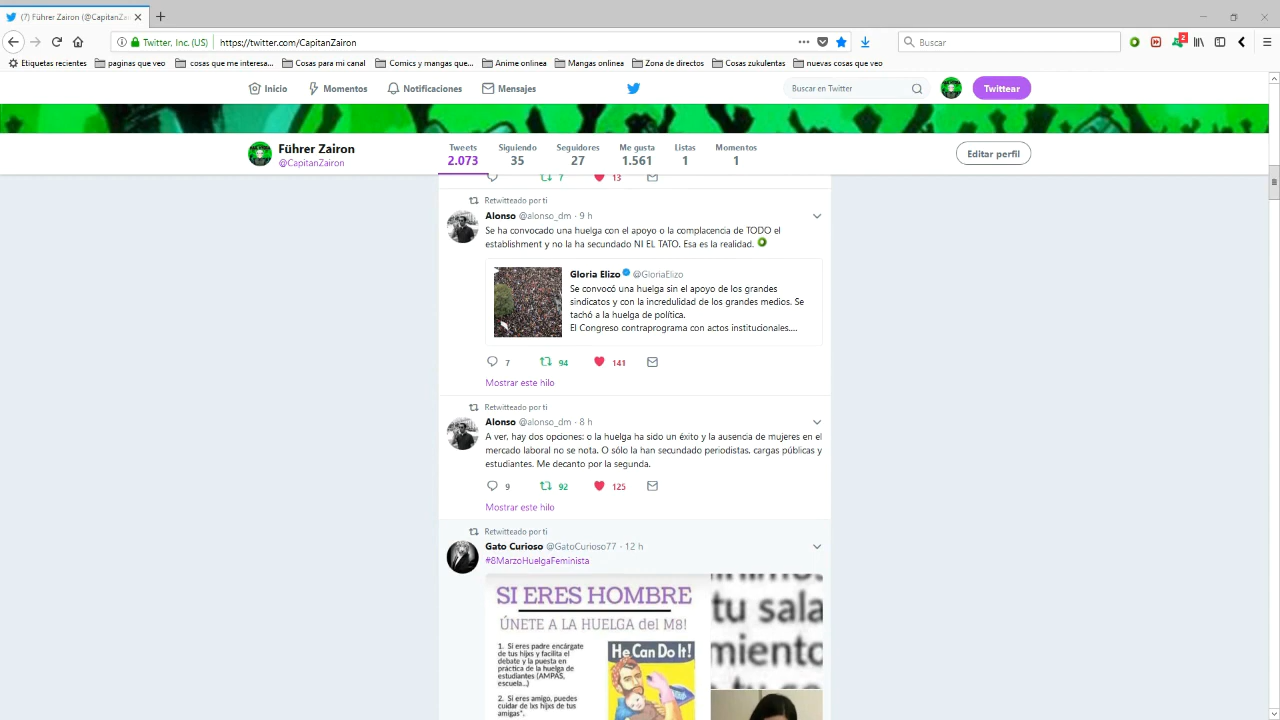 (7) Führer Zairon (@CapitanZai
Twitter, Inc. (US)
https://twitter.com/CapitanZairon
Buscar
2
Etiquetas recientes
paginas que veo
cosas que me interesa...
Cosas para mi canal
Comics y mangas que...
Anime onlinea
Mangas onlinea
Zona de directos
Cosas zukulentas
nuevas cosas que veo
Inicio
Momentos
Notificaciones
Mensajes
Buscar en Twitter
Twittear
Führer Zairon
@CapitanZairon
Tweets
2.073
Siguiendo
35
Seguidores
27
Me gusta
1.561
Listas
1
Momentos
1
Editar perfil
7
13
Retwitteado por ti
Alonso @alonso_dm · 9 h
Se ha convocado una huelga con el apoyo o la complacencia de TODO el
establishment y no la ha secundado NI EL TATO. Esa es la realidad.
Gloria Elizo @GloriaElizo
Se convocó una huelga sin el apoyo de los grandes
sindicatos y con la incredulidad de los grandes medios. Se
tachó a la huelga de política.
El Congreso contraprograma con actos institucionales....
7
94
141
Mostrar este hilo
Retwitteado por ti
Alonso @alonso_dm · 8 h
A ver, hay dos opciones: o la huelga ha sido un éxito y la ausencia de mujeres en el
mercado laboral no se nota. O sólo la han secundado periodistas, cargas públicas y
estudiantes. Me decanto por la segunda.
9
92
125
Mostrar este hilo
Retwitteado por ti
Gato Curioso @GatoCurioso77 · 12 h
#8MarzoHuelgaFeminista
SI ERES HOMBRE
ÚNETE A LA HUELGA del M8!
1. Si eres padre encárgate
de tus hijxs y facilita el
debate y la puesta en
práctica de la huelga de
estudiantes (AMPAS,
escuela...)
2. Si eres amigo, puedes
cuidar de lxs hijxs de tus
amigas*.
He Can Do It!
tu sala
miento